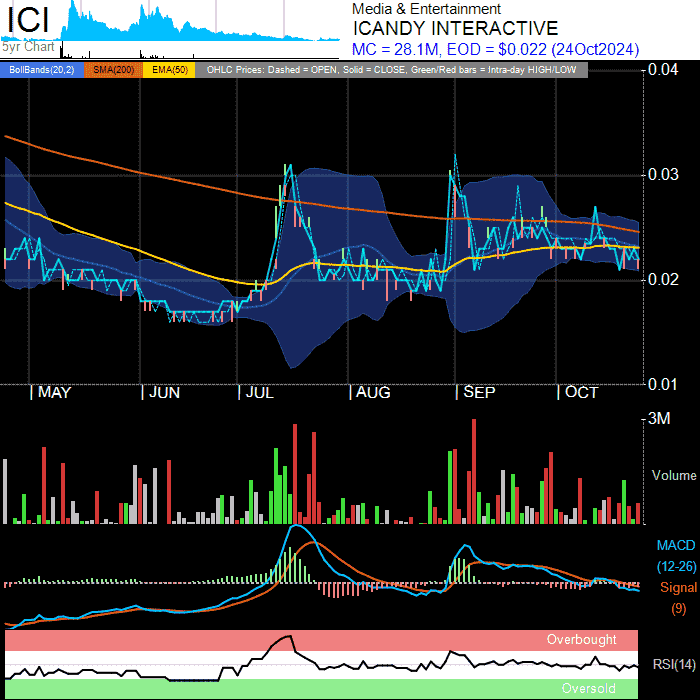 ICI
5yr Chart
Media & Entertainment
ICANDY INTERACTIVE
MC = 28.1M, EOD = $0.022 (24Oct2024)
BollBands(20,2) SMA(200) EMA(50) OHLC Prices: Dashed = OPEN, Solid = CLOSE, Green/Red bars = Intra-day HIGH/LOW
0.04
0.03
0.02
0.01
MAY JUN JUL AUG SEP OCT
3M
Volume
MACD
(12-26)
Signal
(9)
Overbought
RSI(14)
Oversold